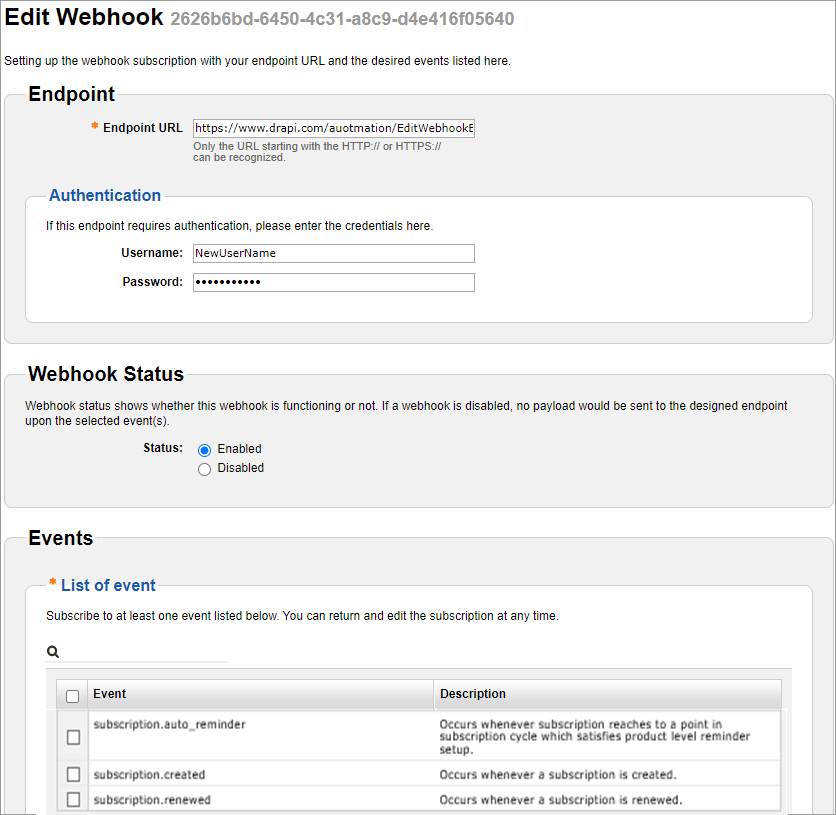 Edit Webhook 2626b6bd-6450-4c31-a8c9-d4e416f05640
Setting up the webhook subscription with your endpoint URL and the desired events listed here.
Endpoint
* Endpoint URL https://www.drapi.com/auotmation/EditWebhookE
Only the URL starting with the HTTP:// or HTTPS://
can be recognized.
Authentication
If this endpoint requires authentication, please enter the credentials here.
Username: NewUserName
Password: •••••••••••
Webhook Status
Webhook status shows whether this webhook is functioning or not. If a webhook is disabled, no payload would be sent to the designed endpoint
upon the selected event(s).
Status: Enabled
Disabled
Events
* List of event
Subscribe to at least one event listed below. You can return and edit the subscription at any time.
Event Description
subscription.auto_reminder Occurs whenever subscription reaches to a point in
subscription cycle which satisfies product level reminder
setup.
subscription.created Occurs whenever a subscription is created.
subscription.renewed Occurs whenever a subscription is renewed.